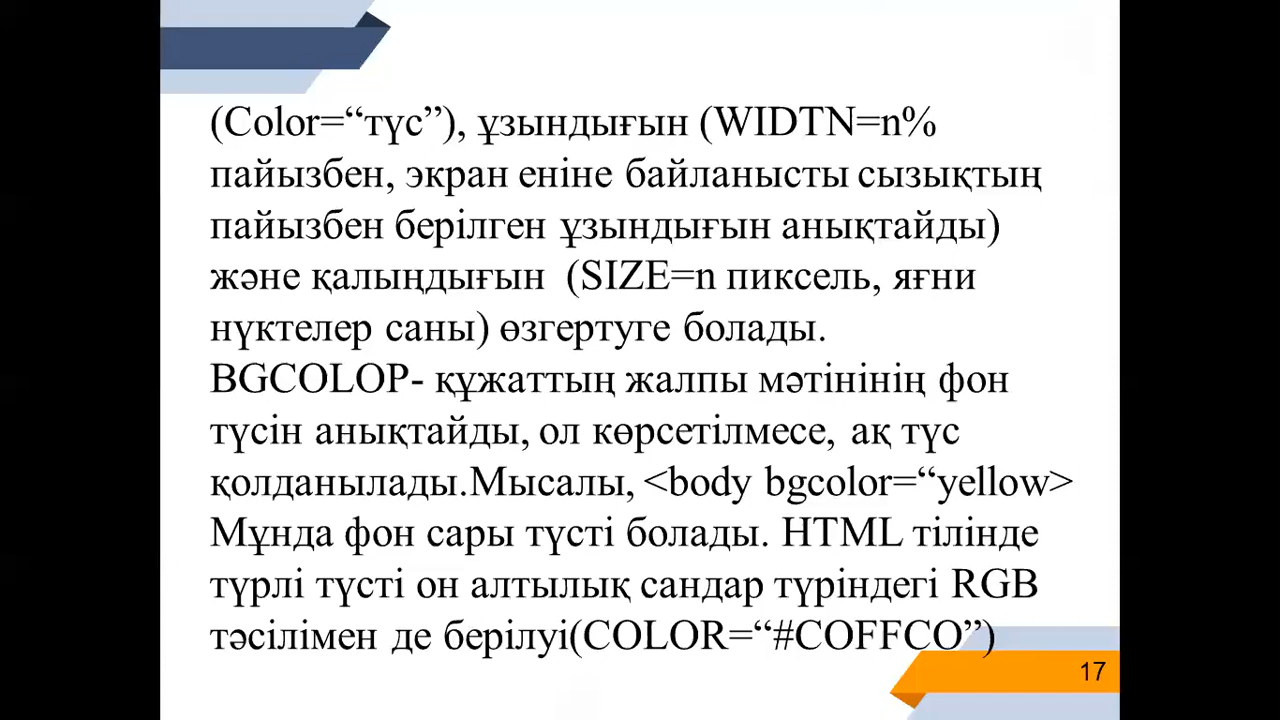 (Color=“түс”), ұзындығын (WIDTN=n%
пайызбен, экран еніне байланысты сызықтың
пайызбен берілген ұзындығын анықтайды)
және қалыңдығын (SIZE=n пиксель, яғни
нүктелер саны) өзгертуге болады.
BGCOLOP- құжаттың жалпы мәтінінің фон
түсін анықтайды, ол көрсетілмесе, ақ түс
қолданылады.Мысалы, <body bgcolor=“yellow>
Мұнда фон сары түсті болады. HTML тілінде
түрлі түсті он алтылық сандар түріндегі RGB
тәсілімен де берілуі(COLOR=“#COFFCO”)
17